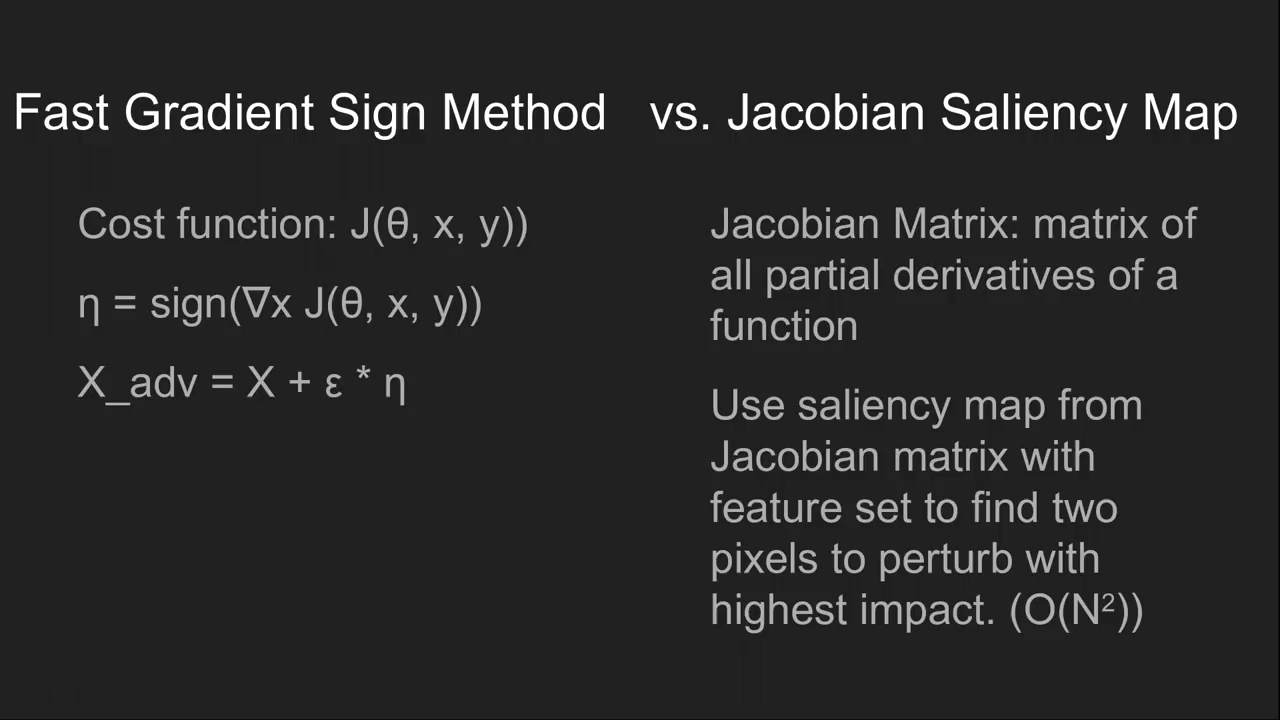 Fast Gradient Sign Method vs. Jacobian Saliency Map
Cost function: J(θ, x, y))
η = sign(∇x J(θ, x, y))
X_adv = X + ε * η
Jacobian Matrix: matrix of
all partial derivatives of a
function
Use saliency map from
Jacobian matrix with
feature set to find two
pixels to perturb with
highest impact. (O(N²))